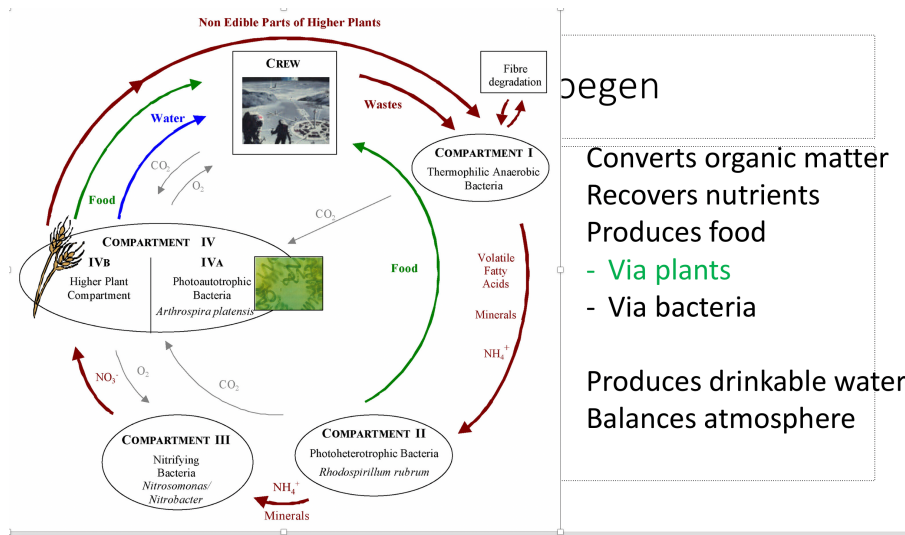 Non Edible Parts of Higher Plants
CREW
Fibre
degradation
Wastes
Water
COMPARTMENT I
Thermophilic Anaerobic
Bacteria
CO2
O2
Food
CO2
COMPARTMENT IV
IVB
Higher Plant
Compartment
IVA
Photoautotrophic
Bacteria
Arthrospira platensis
Food
Volatile
Fatty
Acids
Minerals
NH4+
NO3-
O2
CO2
COMPARTMENT III
Nitrifying
Bacteria
Nitrosomonas/
Nitrobacter
COMPARTMENT II
Photoheterotrophic Bacteria
Rhodospirillum rubrum
NH4+
Minerals
Converts organic matter
Recovers nutrients
Produces food
- Via plants
- Via bacteria
Produces drinkable water
Balances atmosphere